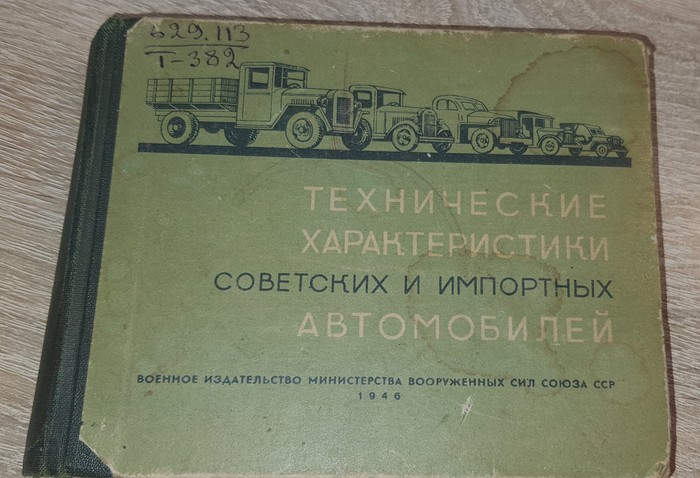 629.113
Т-382
ТЕХНИЧЕСКИЕ
ХАРАКТЕРИСТИКИ
СОВЕТСКИХ И ИМПОРТНЫХ
АВТОМОБИЛЕЙ
ВОЕННОЕ ИЗДАТЕЛЬСТВО МИНИСТЕРСТВА ВООРУЖЕННЫХ СИЛ СОЮЗА ССР
1946